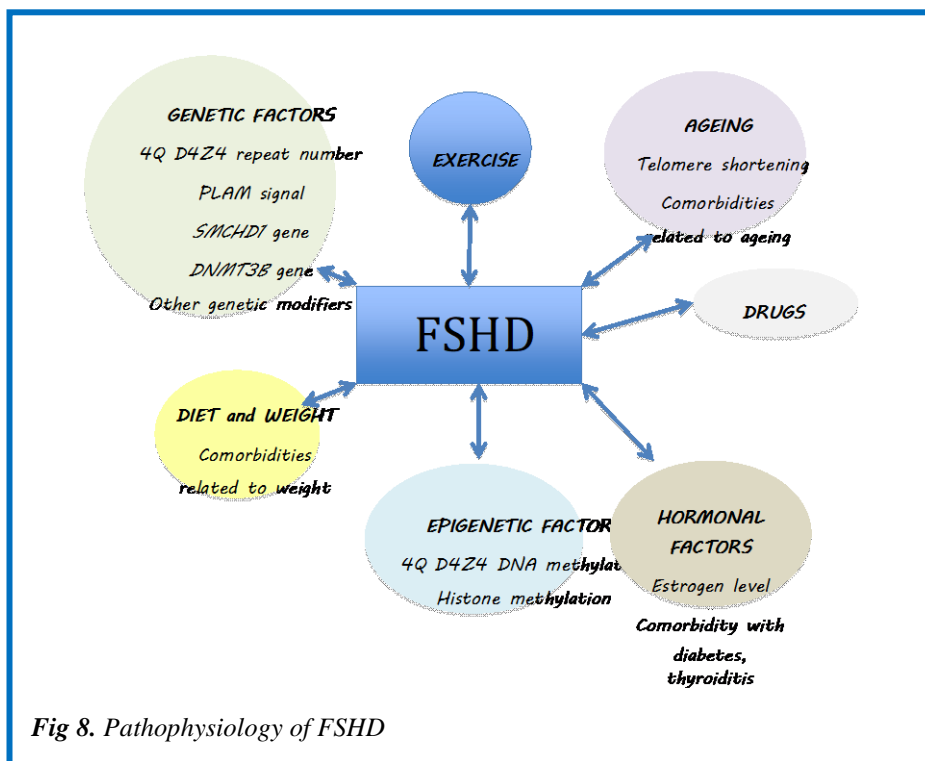 GENETIC FACTORS
4Q D4Z4 repeat number
PLAM signal
SMCHD1 gene
DNMT3B gene
Other genetic modifiers
EXERCISE
AGEING
Telomere shortening
Comorbidities
related to ageing
FSHD
DRUGS
DIET and WEIGHT
Comorbidities
related to weight
EPIGENETIC FACTOR
4Q D4Z4 DNA methylat
Histone methylation
HORMONAL
FACTORS
Estrogen level
Comorbidity with
diabetes,
thyroiditis
Fig 8. Pathophysiology of FSHD